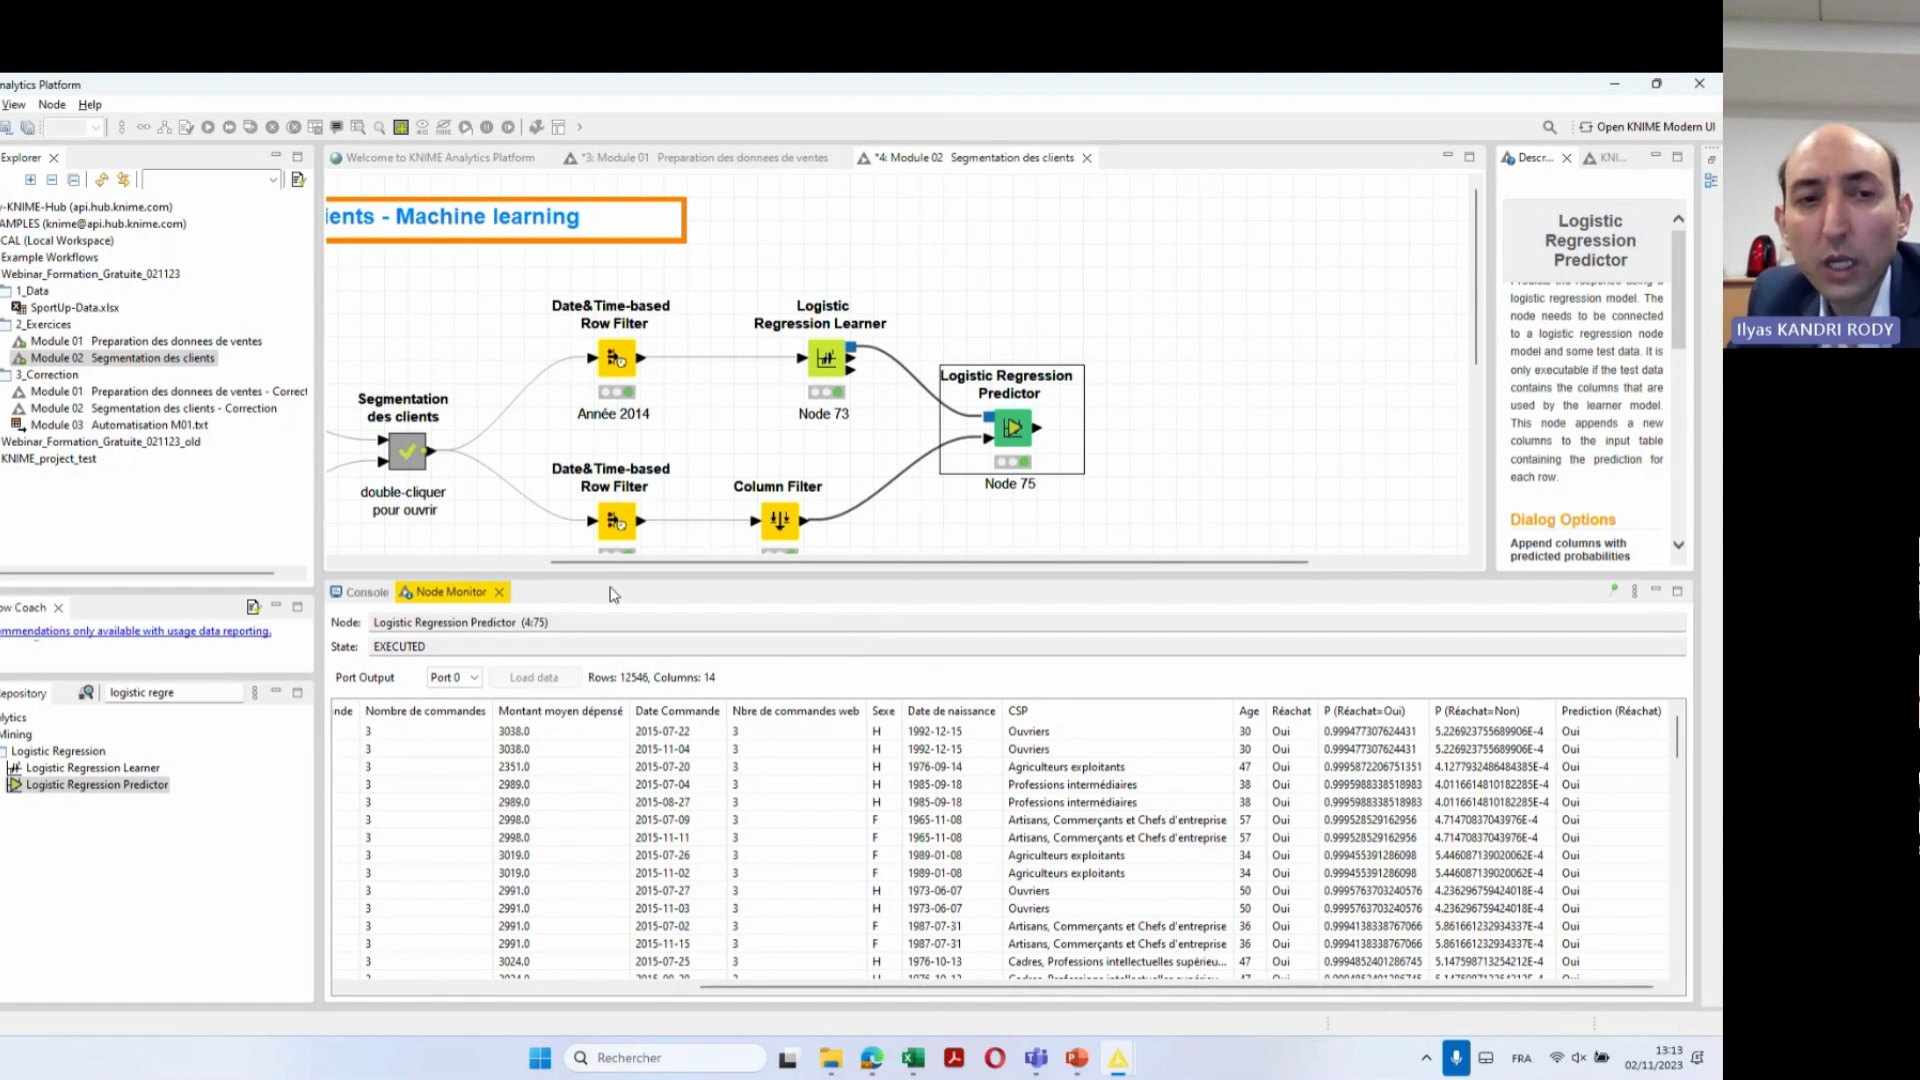 nalytics Platform
View Node Help
Open KNIME Modern UI
Explorer
Welcome to KNIME Analytics Platform
*3: Module 01 Preparation des donnees de ventes
*4: Module 02 Segmentation des clients
Descr...
KNI...
y-KNIME-Hub (api.hub.knime.com)
AMPLES (knime@api.hub.knime.com)
CAL (Local Workspace)
Example Workflows
Webinar_Formation_Gratuite_021123
1_Data
SportUp-Data.xlsx
2_Exercices
Module 01 Preparation des donnees de ventes
Module 02 Segmentation des clients
3_Correction
Module 01 Preparation des donnees de ventes - Correct
Module 02 Segmentation des clients - Correction
Module 03 Automatisation M01.txt
Webinar_Formation_Gratuite_021123_old
KNIME_project_test
ients - Machine learning
Segmentation
des clients
double-cliquer
pour ouvrir
Date&Time-based
Row Filter
Année 2014
Logistic
Regression Learner
Node 73
Logistic Regression
Predictor
Node 75
Date&Time-based
Row Filter
Column Filter
Logistic
Regression
Predictor
logistic regression model. The
node needs to be connected
to a logistic regression node
model and some test data. It is
only executable if the test data
contains the columns that are
used by the learner model.
This node appends a new
columns to the input table
containing the prediction for
each row.
Dialog Options
Append columns with
predicted probabilities
Ilyas KANDRI RODY
ow Coach
mmendations only available with usage data reporting.
epository
logistic regre
lytics
Mining
Logistic Regression
Logistic Regression Learner
Logistic Regression Predictor
Console
Node Monitor
Node: Logistic Regression Predictor (4:75)
State: EXECUTED
Port Output Port 0 Load data Rows: 12546, Columns: 14
nde Nombre de commandes Montant moyen dépensé Date Commande Nbre de commandes web Sexe Date de naissance CSP Age Réachat P (Réachat=Oui) P (Réachat=Non) Prediction (Réachat)
3 3038.0 2015-07-22 3 H 1992-12-15 Ouvriers 30 Oui 0.999477307624431 5.226923755689906E-4 Oui
3 3038.0 2015-11-04 3 H 1992-12-15 Ouvriers 30 Oui 0.999477307624431 5.226923755689906E-4 Oui
3 2351.0 2015-07-20 3 H 1976-09-14 Agriculteurs exploitants 47 Oui 0.9995872206751351 4.1277932486484385E-4 Oui
3 2989.0 2015-07-04 3 H 1985-09-18 Professions intermédiaires 38 Oui 0.9995988338518983 4.0116614810182285E-4 Oui
3 2989.0 2015-08-27 3 H 1985-09-18 Professions intermédiaires 38 Oui 0.9995988338518983 4.0116614810182285E-4 Oui
3 2998.0 2015-07-09 3 F 1965-11-08 Artisans, Commerçants et Chefs d'entreprise 57 Oui 0.999528529162956 4.71470837043976E-4 Oui
3 2998.0 2015-11-11 3 F 1965-11-08 Artisans, Commerçants et Chefs d'entreprise 57 Oui 0.999528529162956 4.71470837043976E-4 Oui
3 3019.0 2015-07-26 3 F 1989-01-08 Agriculteurs exploitants 34 Oui 0.999455391286098 5.446087139020062E-4 Oui
3 3019.0 2015-11-02 3 F 1989-01-08 Agriculteurs exploitants 34 Oui 0.999455391286098 5.446087139020062E-4 Oui
3 2991.0 2015-07-27 3 H 1973-06-07 Ouvriers 50 Oui 0.9995763703240576 4.236296759424018E-4 Oui
3 2991.0 2015-11-03 3 H 1973-06-07 Ouvriers 50 Oui 0.9995763703240576 4.236296759424018E-4 Oui
3 2991.0 2015-07-02 3 F 1987-07-31 Artisans, Commerçants et Chefs d'entreprise 36 Oui 0.9994138338767066 5.861661232934337E-4 Oui
3 2991.0 2015-11-15 3 F 1987-07-31 Artisans, Commerçants et Chefs d'entreprise 36 Oui 0.9994138338767066 5.861661232934337E-4 Oui
3 3024.0 2015-07-25 3 H 1976-10-13 Cadres, Professions intellectuelles supérieu... 47 Oui 0.9994852401286745 5.147598713254212E-4 Oui
Rechercher
FRA
13:13
02/11/2023